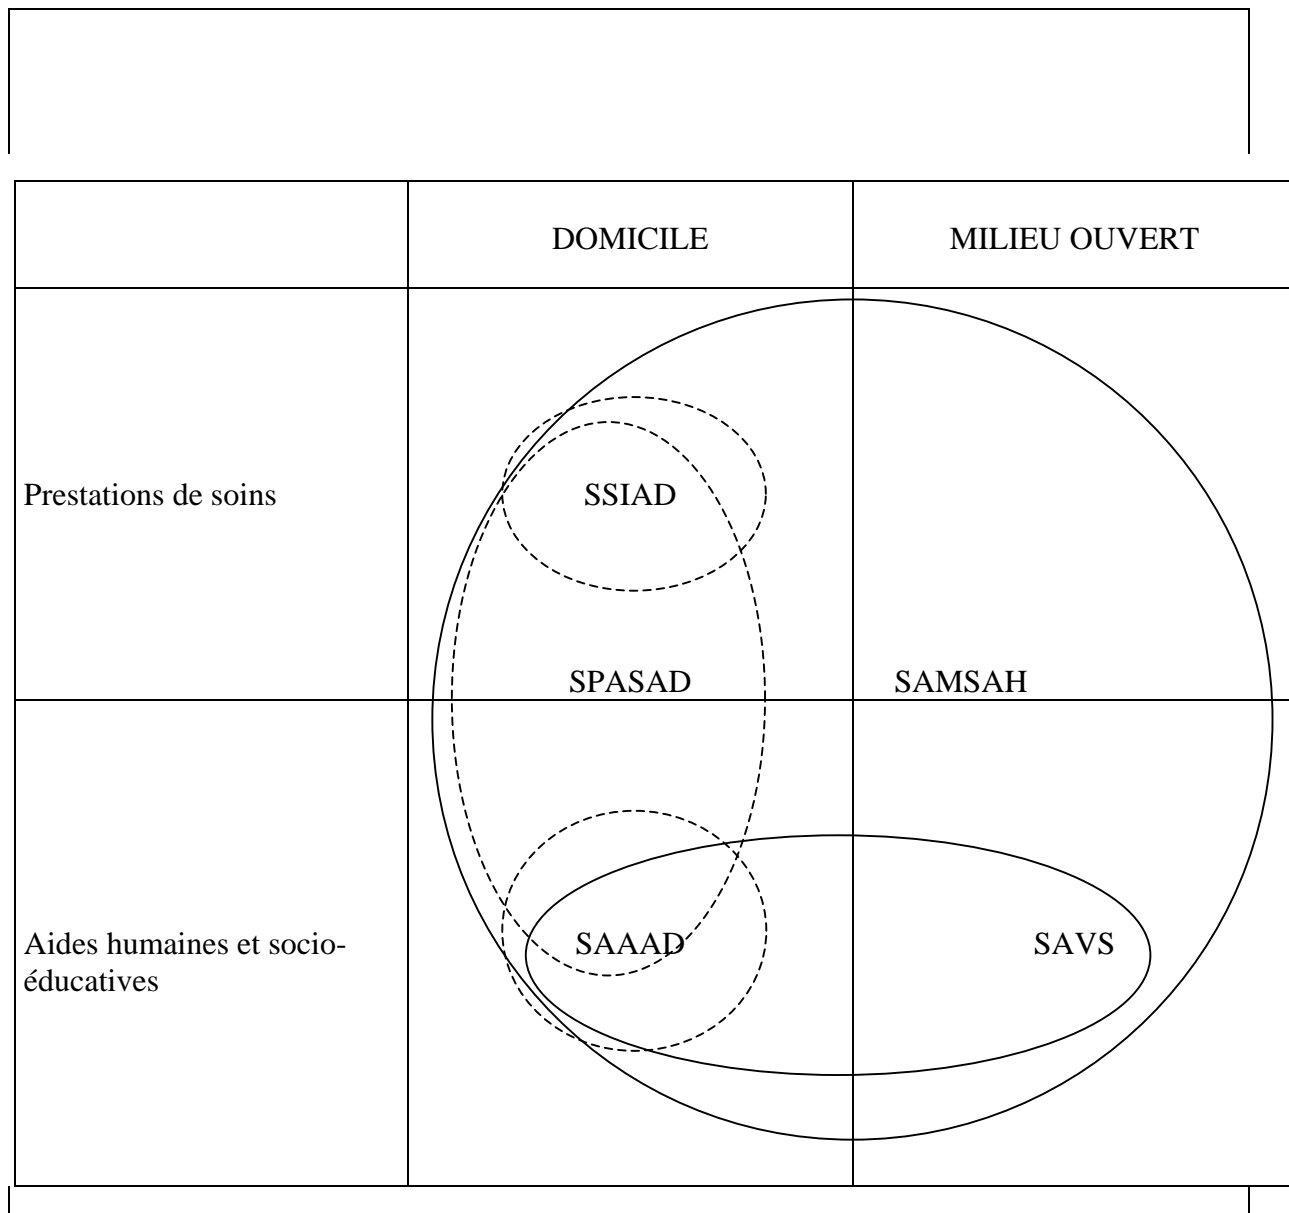 DOMICILE
MILIEU OUVERT
Prestations de soins
SSIAD
SPASAD
SAMSAH
Aides humaines et socio-
éducatives
SAAAD
SAVS